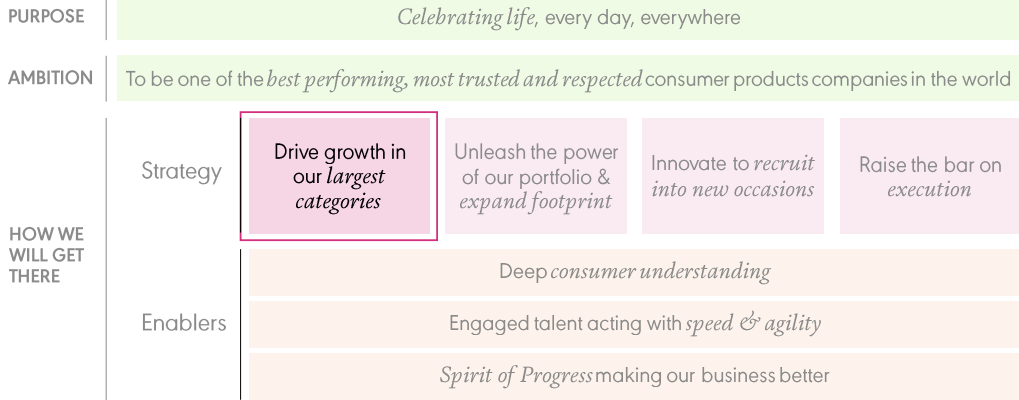 PURPOSE
Celebrating life, every day, everywhere
AMBITION
To be one of the best performing, most trusted and respected consumer products companies in the world
HOW WE
WILL GET
THERE
Strategy
Drive growth in
our largest
categories
Unleash the power
of our portfolio &
expand footprint
Innovate to recruit
into new occasions
Raise the bar on
execution
Enablers
Deep consumer understanding
Engaged talent acting with speed & agility
Spirit of Progress making our business better